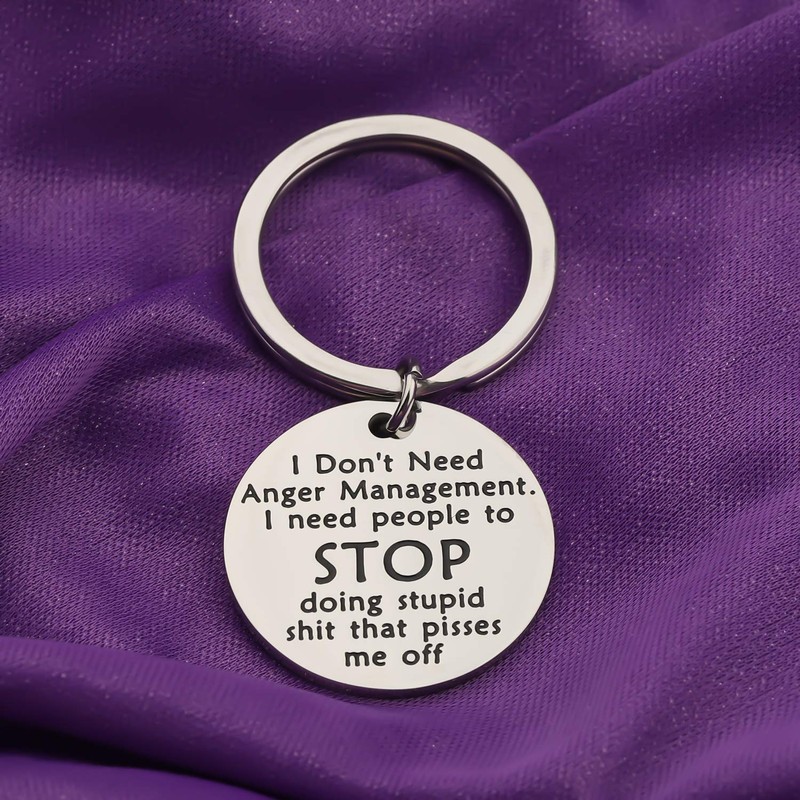 I Don't Need
Anger Management.
I need people to
STOP
doing stupid
shit that pisses
me off